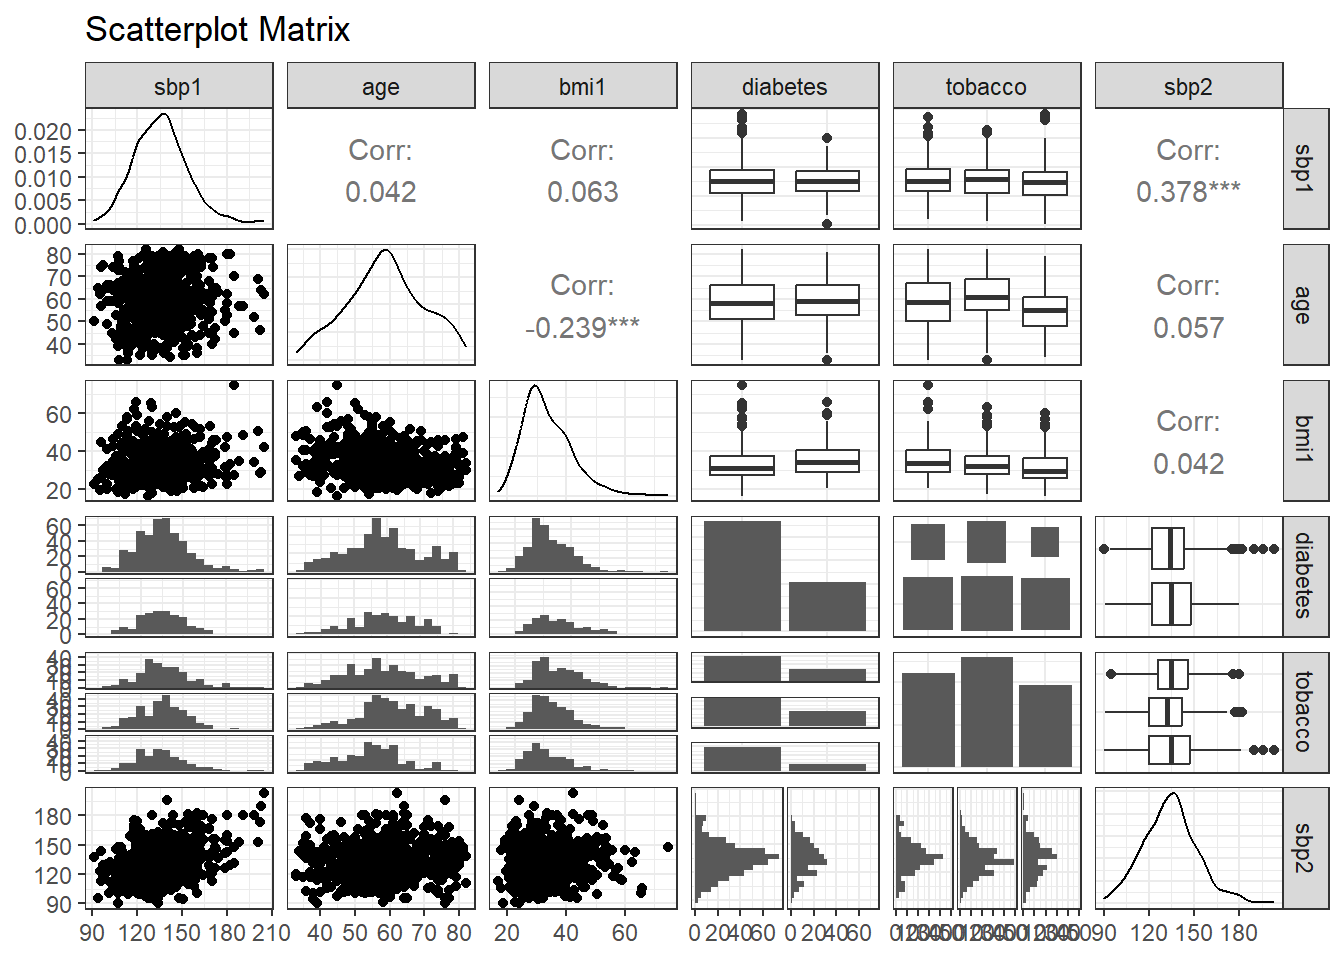 Scatterplot Matrix
sbp1 age bmi1 diabetes tobacco sbp2
0.020
0.015
0.010
0.005
0.000
Corr:
0.042
Corr:
0.063
Corr:
0.378***
sbp1
80
70
60
50
40
Corr:
-0.239***
Corr:
0.057
age
60
40
20
Corr:
0.042
bmi1
60
40
20
0
60
40
20
0
diabetes
tobacco
180
150
120
90
sbp2
90 120 150 180 210
40 50 60 70 80
20 40 60
0 20 40 60
0 20 40 60
90 120 150 180